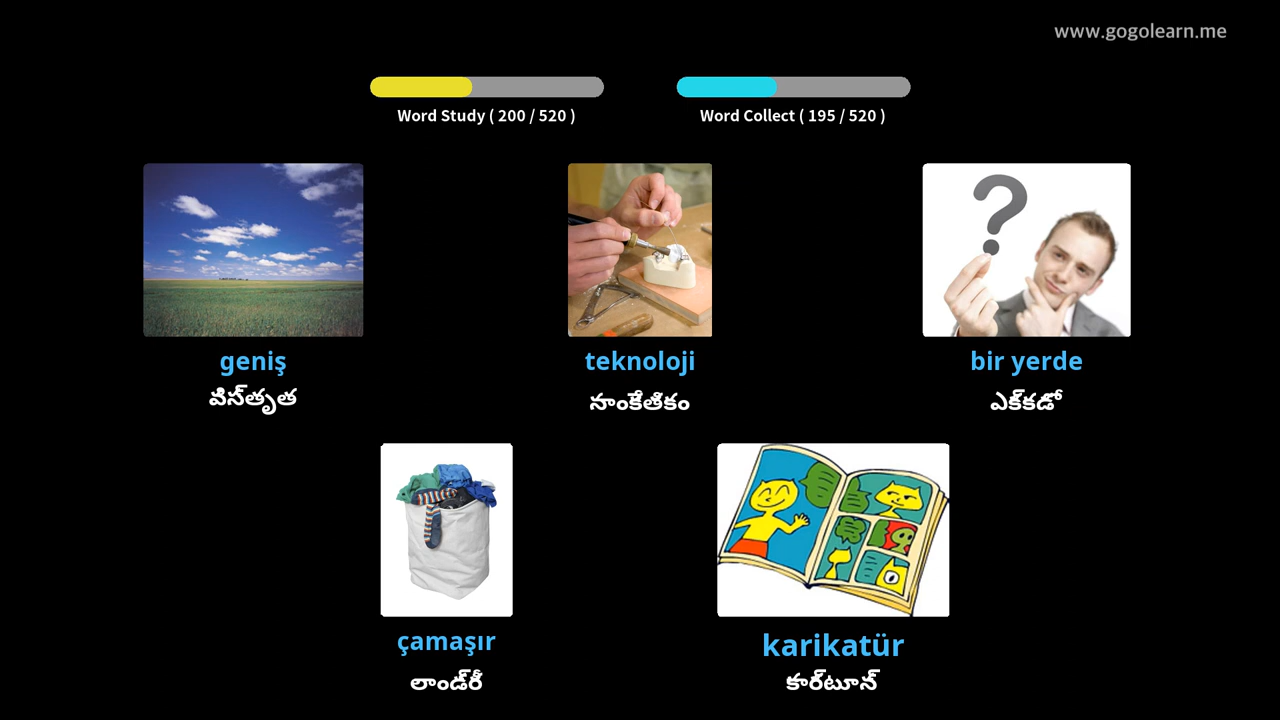 www.gogolearn.me
Word Study ( 200 / 520 )
Word Collect ( 195 / 520 )
geniş
teknoloji
bir yerde
విస్తృత
సాంకేతికం
ఎక్కడో
çamaşır
karikatür
లాండ్రీ
కార్టూన్